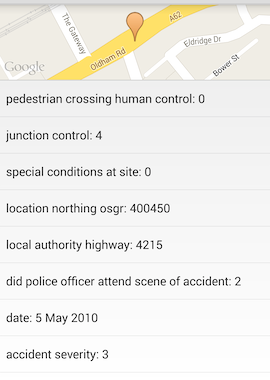 The Gateway
A62
Oldham Rd
Eldridge Dr
Bower St
Google
pedestrian crossing human control: 0
junction control: 4
special conditions at site: 0
location northing osgr: 400450
local authority highway: 4215
did police officer attend scene of accident: 2
date: 5 May 2010
accident severity: 3